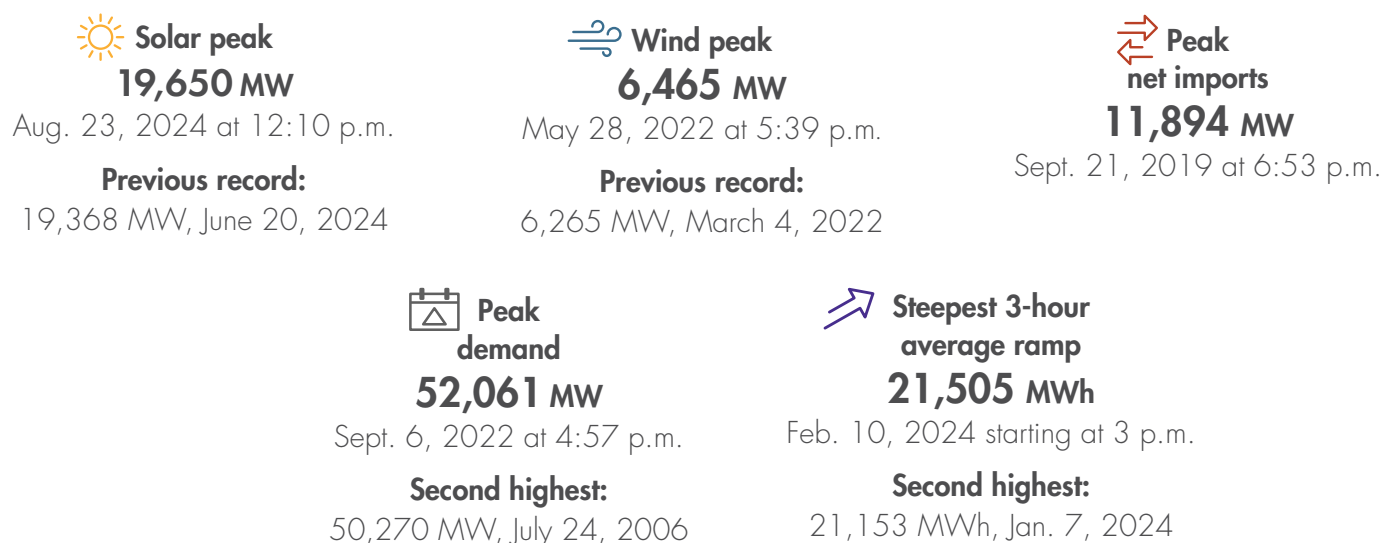 Solar peak
19,650 MW
Aug. 23, 2024 at 12:10 p.m.
Previous record:
19,368 MW, June 20, 2024
Wind peak
6,465 MW
May 28, 2022 at 5:39 p.m.
Previous record:
6,265 MW, March 4, 2022
Peak
net imports
11,894 MW
Sept. 21, 2019 at 6:53 p.m.
Peak
demand
52,061 MW
Sept. 6, 2022 at 4:57 p.m.
Second highest:
50,270 MW, July 24, 2006
Steepest 3-hour
average ramp
21,505 MWh
Feb. 10, 2024 starting at 3 p.m.
Second highest:
21,153 MWh, Jan. 7, 2024